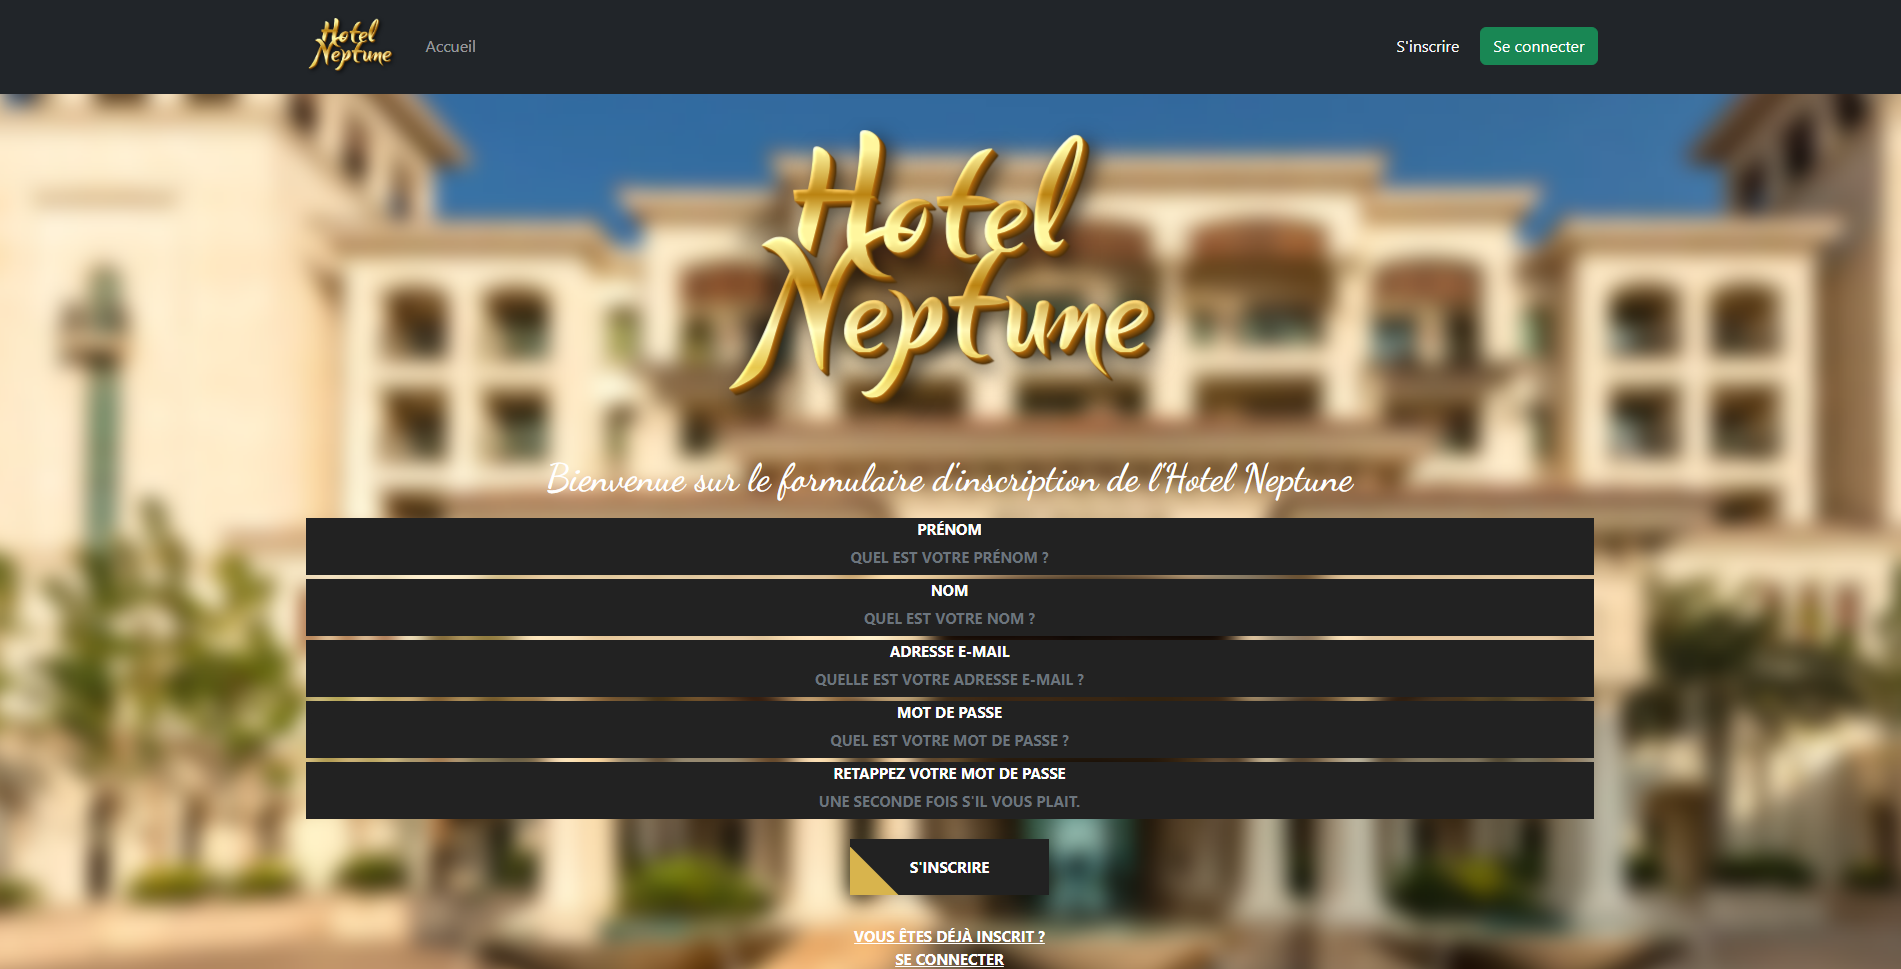 Hotel
Neptune
Accueil
S'inscrire
Se connecter
Hotel
Neptune
Bienvenue sur le formulaire d'inscription de l'Hotel Neptune
PRÉNOM
QUEL EST VOTRE PRÉNOM ?
NOM
QUEL EST VOTRE NOM ?
ADRESSE E-MAIL
QUELLE EST VOTRE ADRESSE E-MAIL ?
MOT DE PASSE
QUEL EST VOTRE MOT DE PASSE ?
RETAPPEZ VOTRE MOT DE PASSE
UNE SECONDE FOIS S'IL VOUS PLAIT.
S'INSCRIRE
VOUS ÊTES DÉJÀ INSCRIT ?
SE CONNECTER